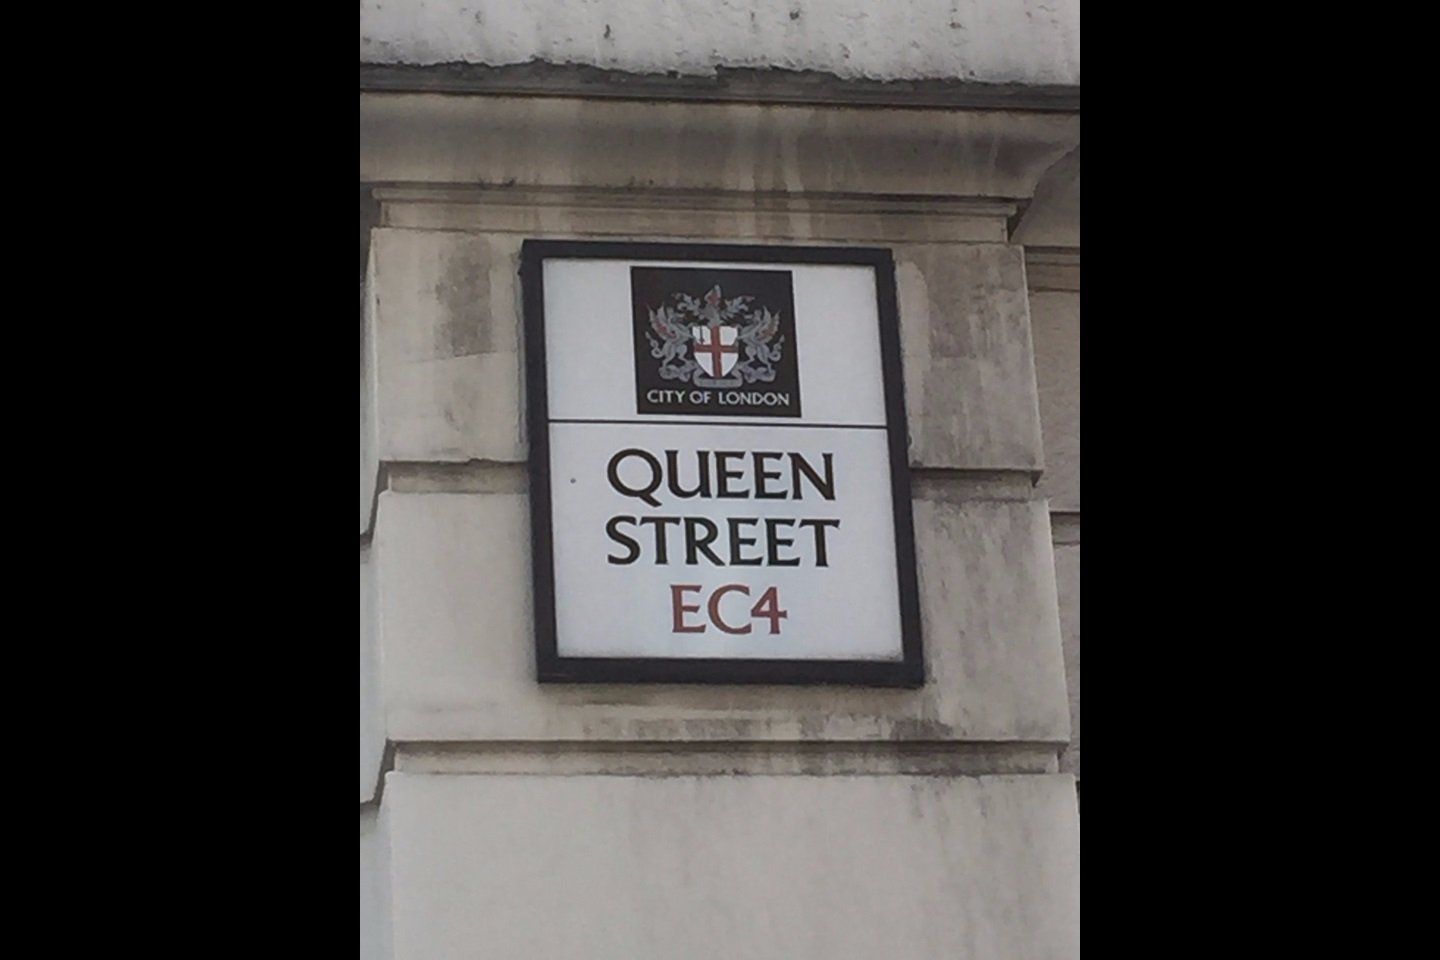 CITY OF LONDON
QUEEN
STREET
EC4